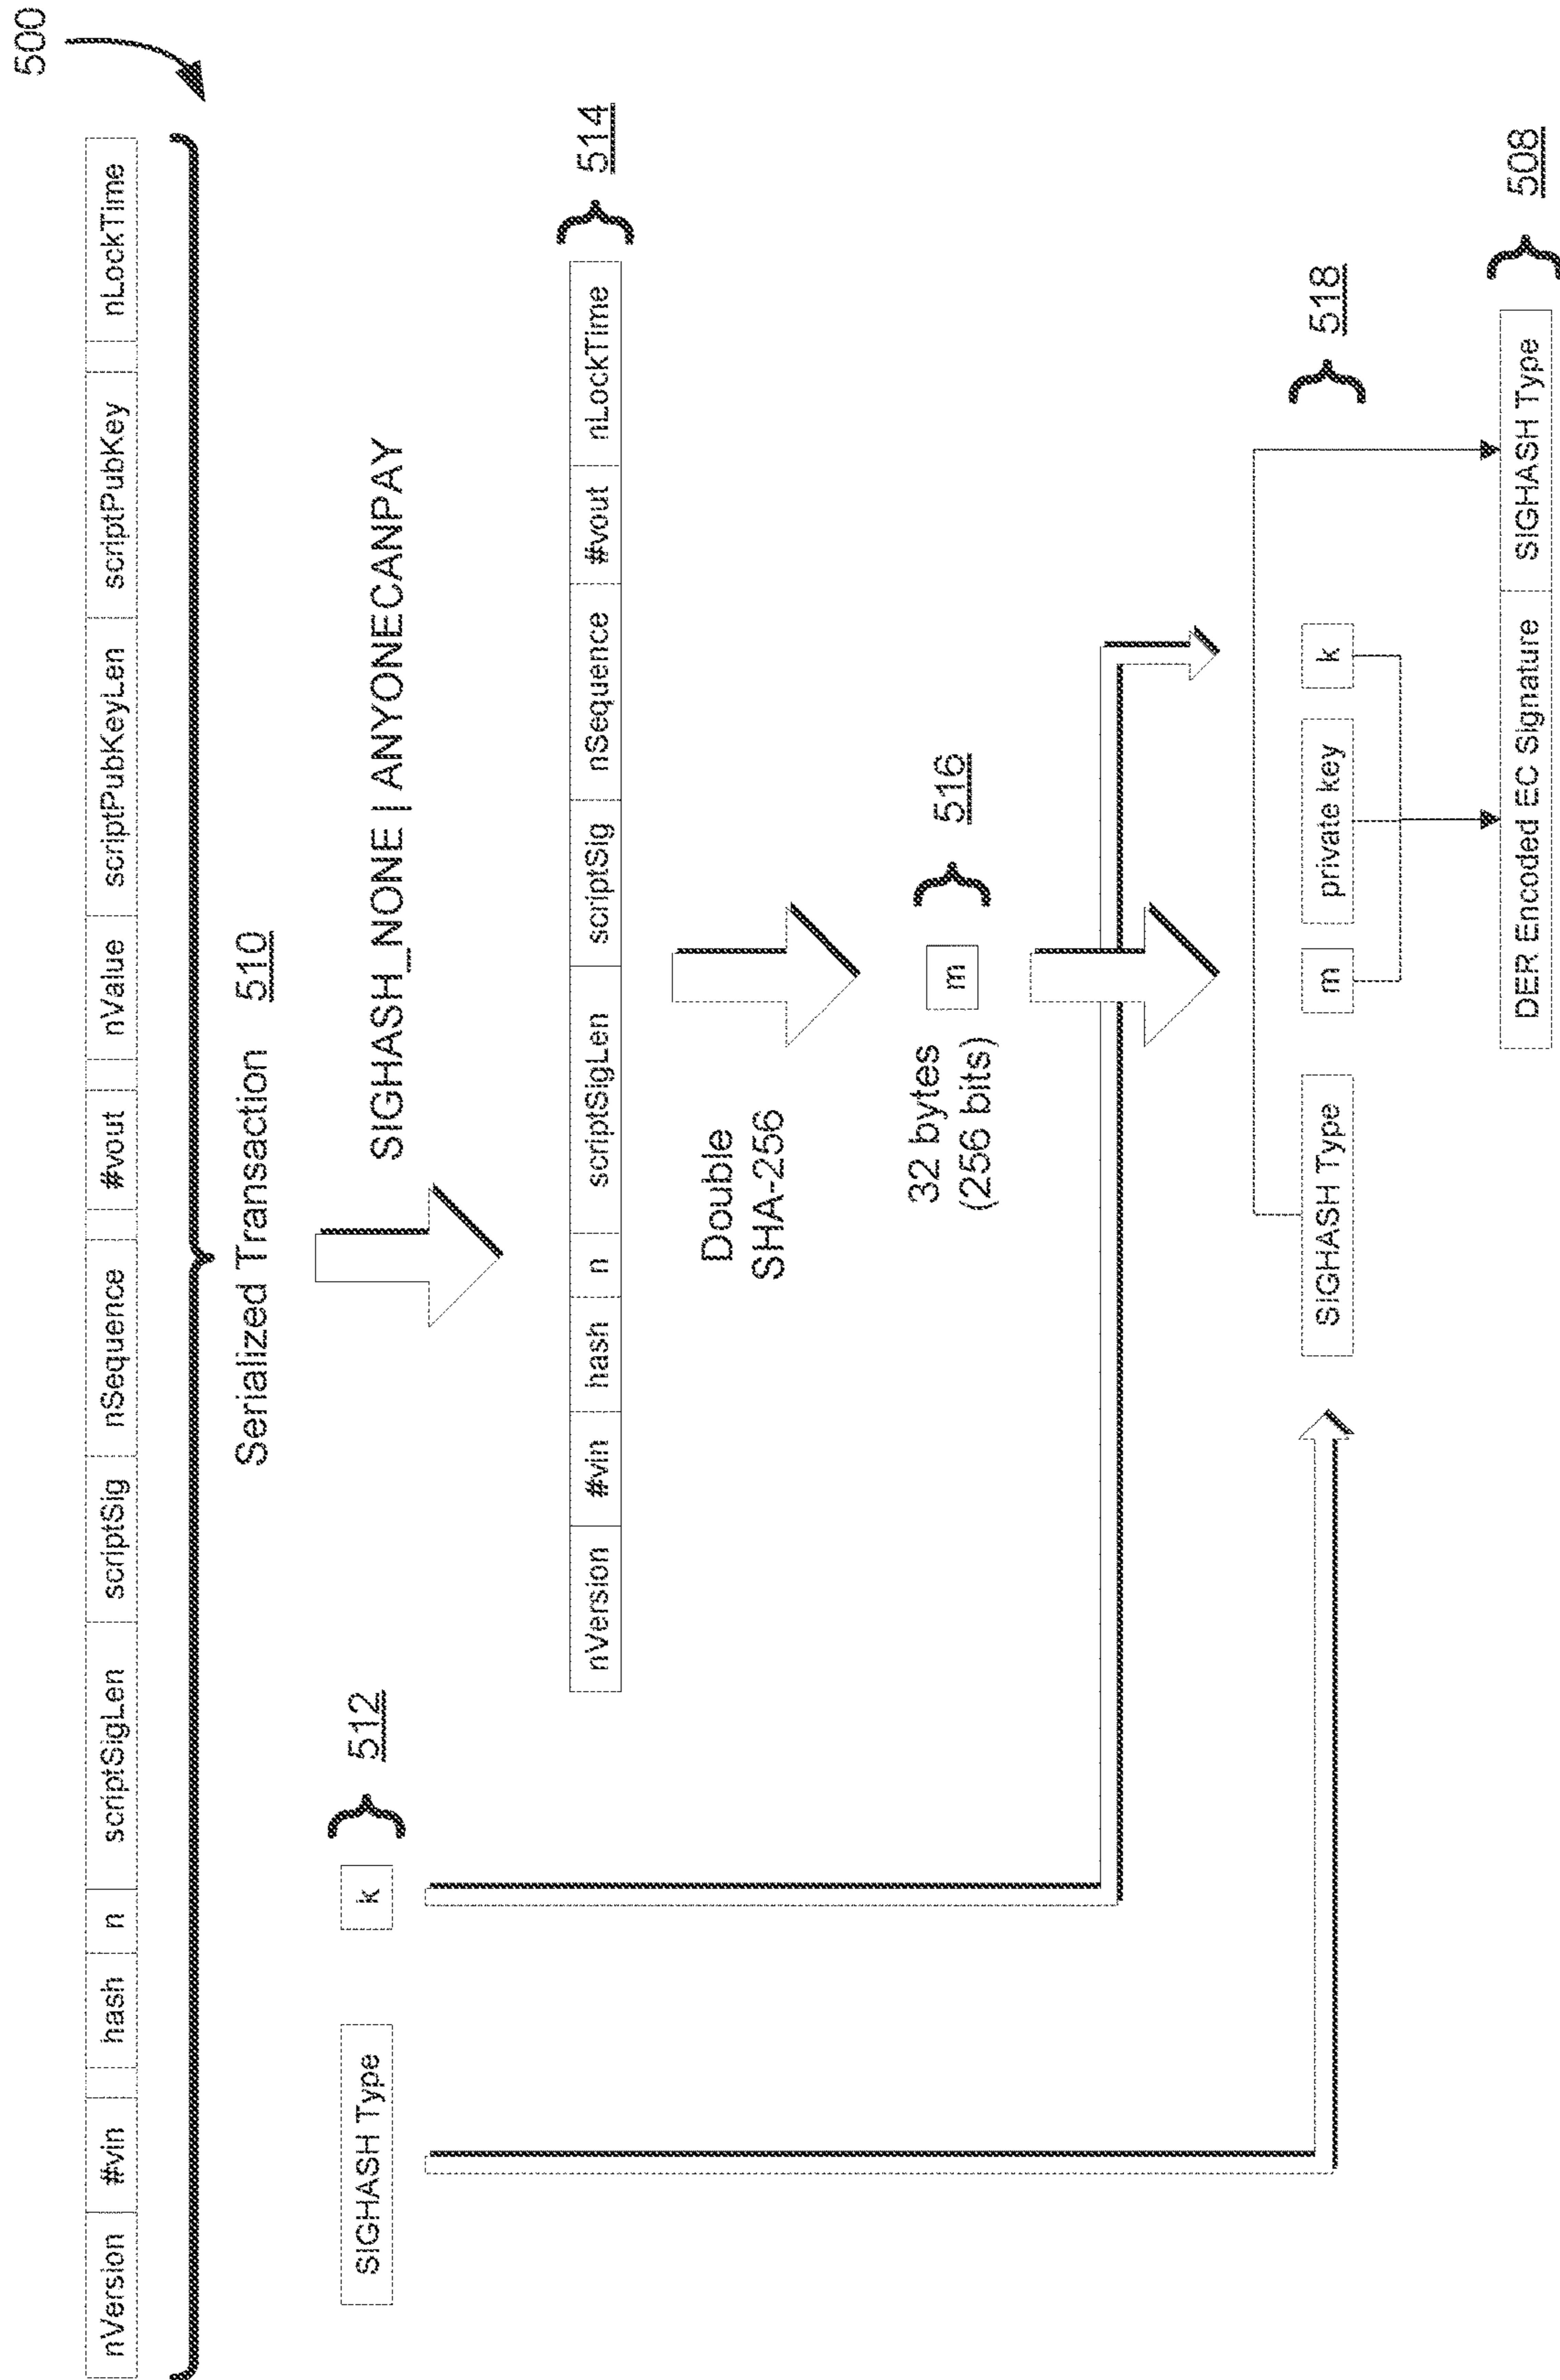 500
nVersion #vin hash n scriptSigLen scriptSig nSequence #vout nValue scriptPubKeyLen scriptPubKey nLockTime
Serialized Transaction 510
SIGHASH Type k 512
SIGHASH_NONE | ANYONECANPAY
nVersion #vin hash n scriptSigLen scriptSig nSequence #vout nLockTime 514
Double
SHA-256
32 bytes
(256 bits)
m 516
SIGHASH Type m private key k 518
DER Encoded EC Signature SIGHASH Type 508